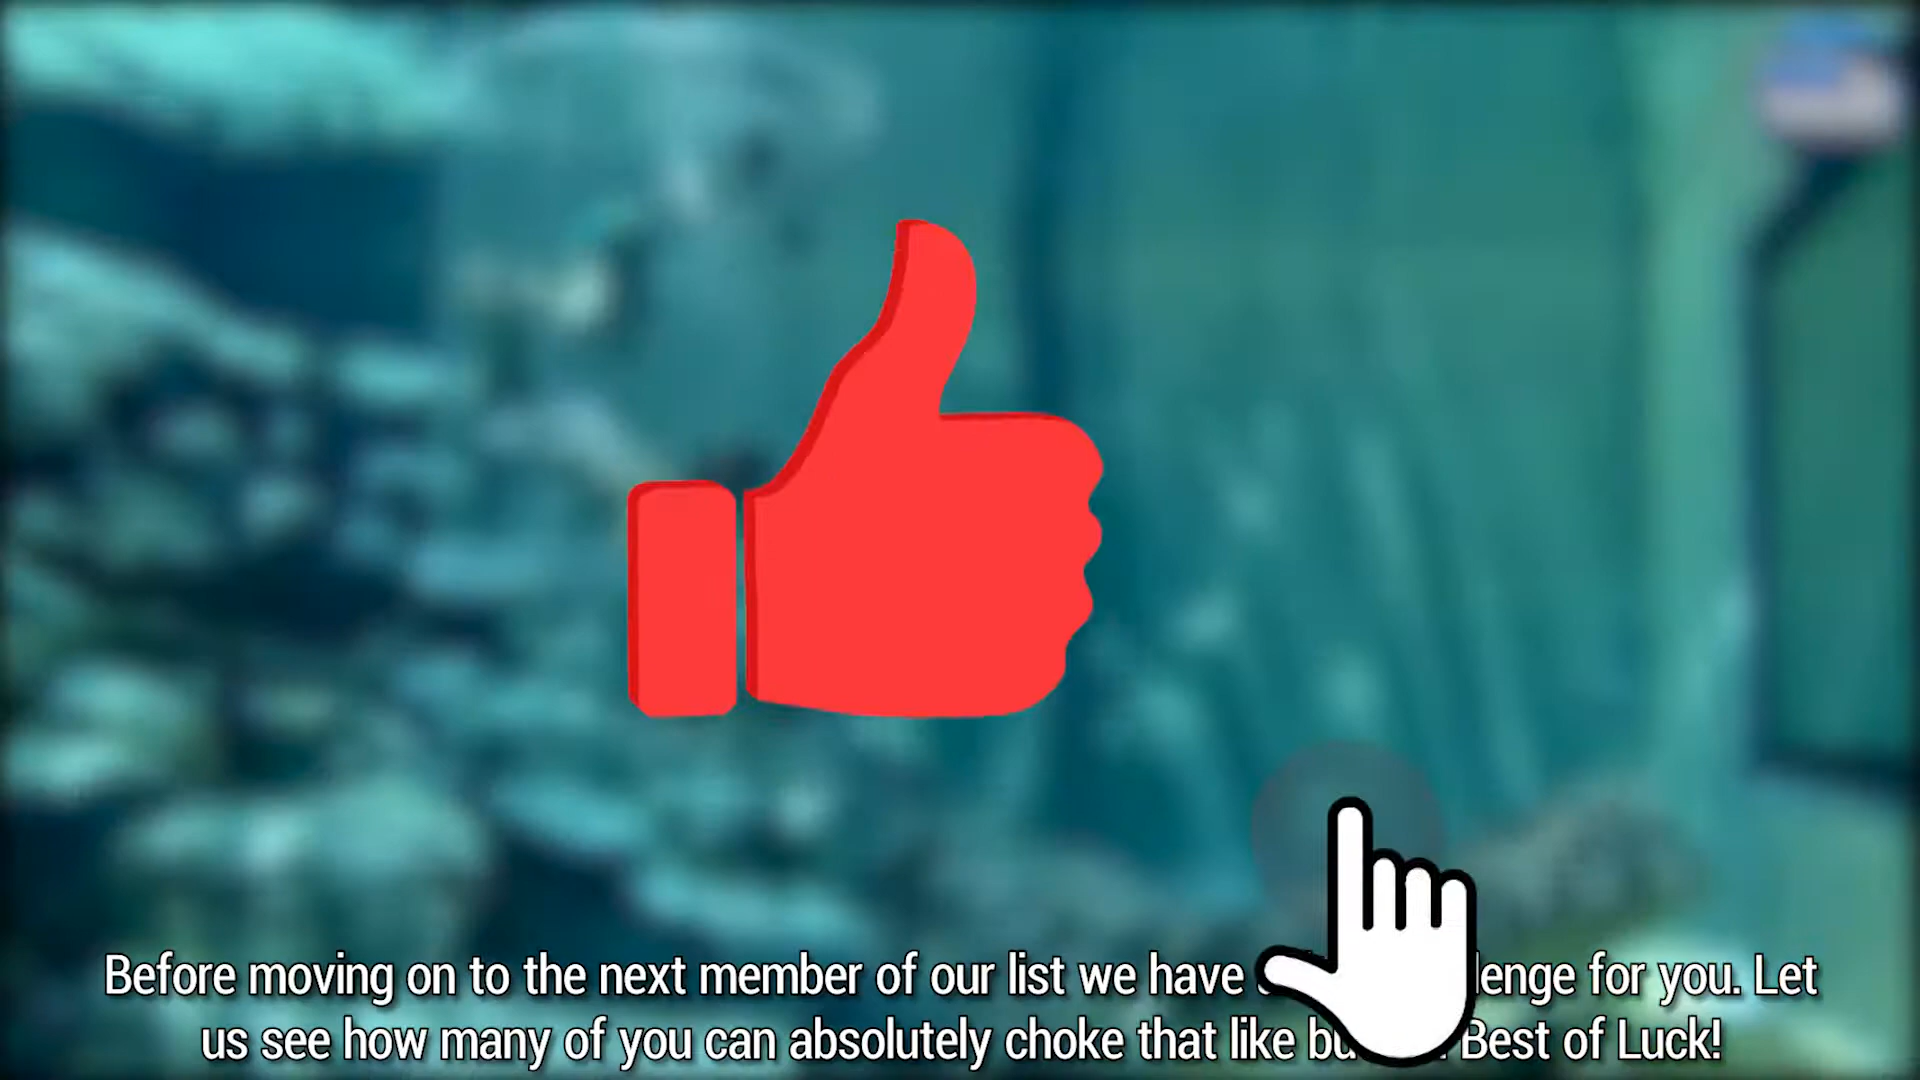 Before moving on to the next member of our list we have lenge for you. Let
us see how many of you can absolutely choke that like bu Best of Luck!